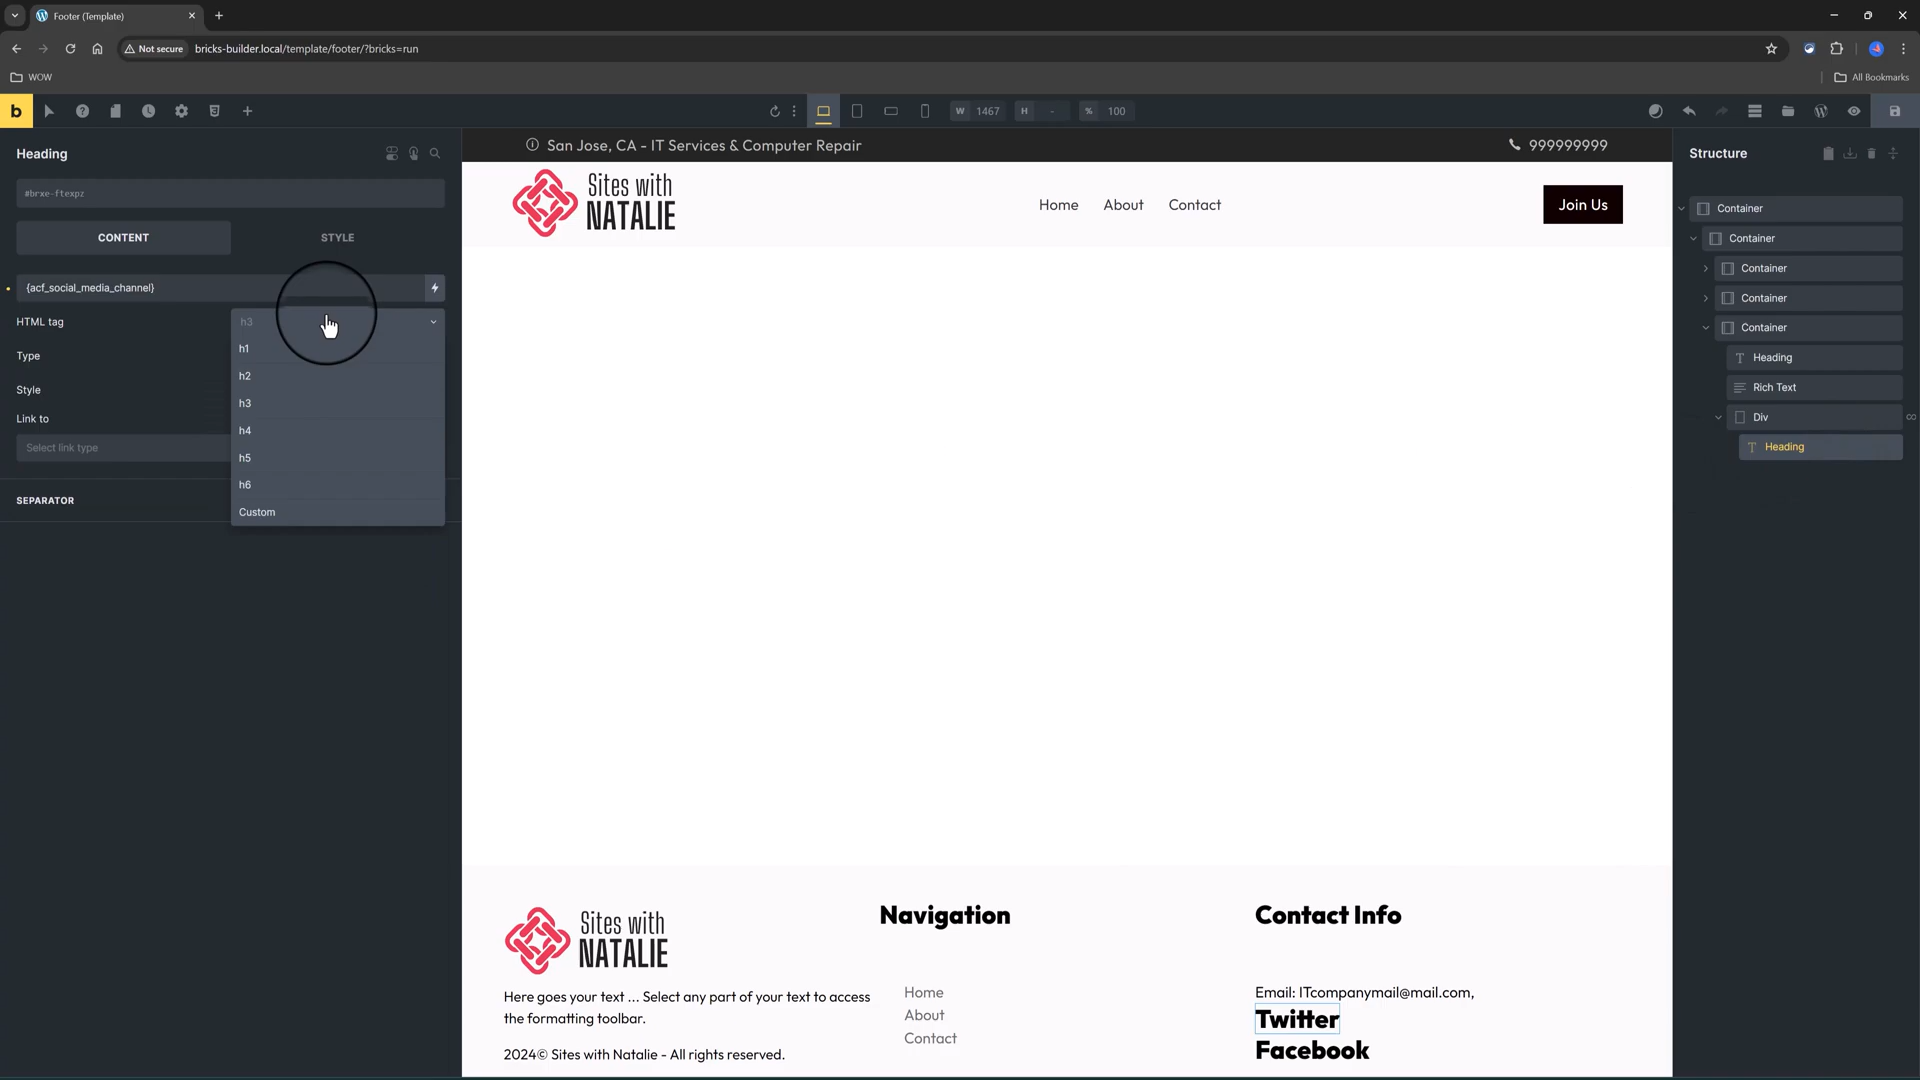 Footer (Template)
Not secure
bricks-builder.local/template/footer/?bricks=run
WOW
All Bookmarks
b
W 1467
H -
% 100
Heading
#brxe-ftexpz
CONTENT
STYLE
{acf_social_media_channel}
HTML tag
h3
h1
Type
h2
Style
h3
Link to
h4
Select link type
h5
h6
SEPARATOR
Custom
San Jose, CA - IT Services & Computer Repair
999999999
Sites with
NATALIE
Home
About
Contact
Join Us
Structure
Container
Container
Container
Container
Container
Heading
Rich Text
Div
Heading
Sites with
NATALIE
Here goes your text ... Select any part of your text to access
the formatting toolbar.
2024© Sites with Natalie - All rights reserved.
Navigation
Home
About
Contact
Contact Info
Email: ITcompanymail@mail.com,
Twitter
Facebook